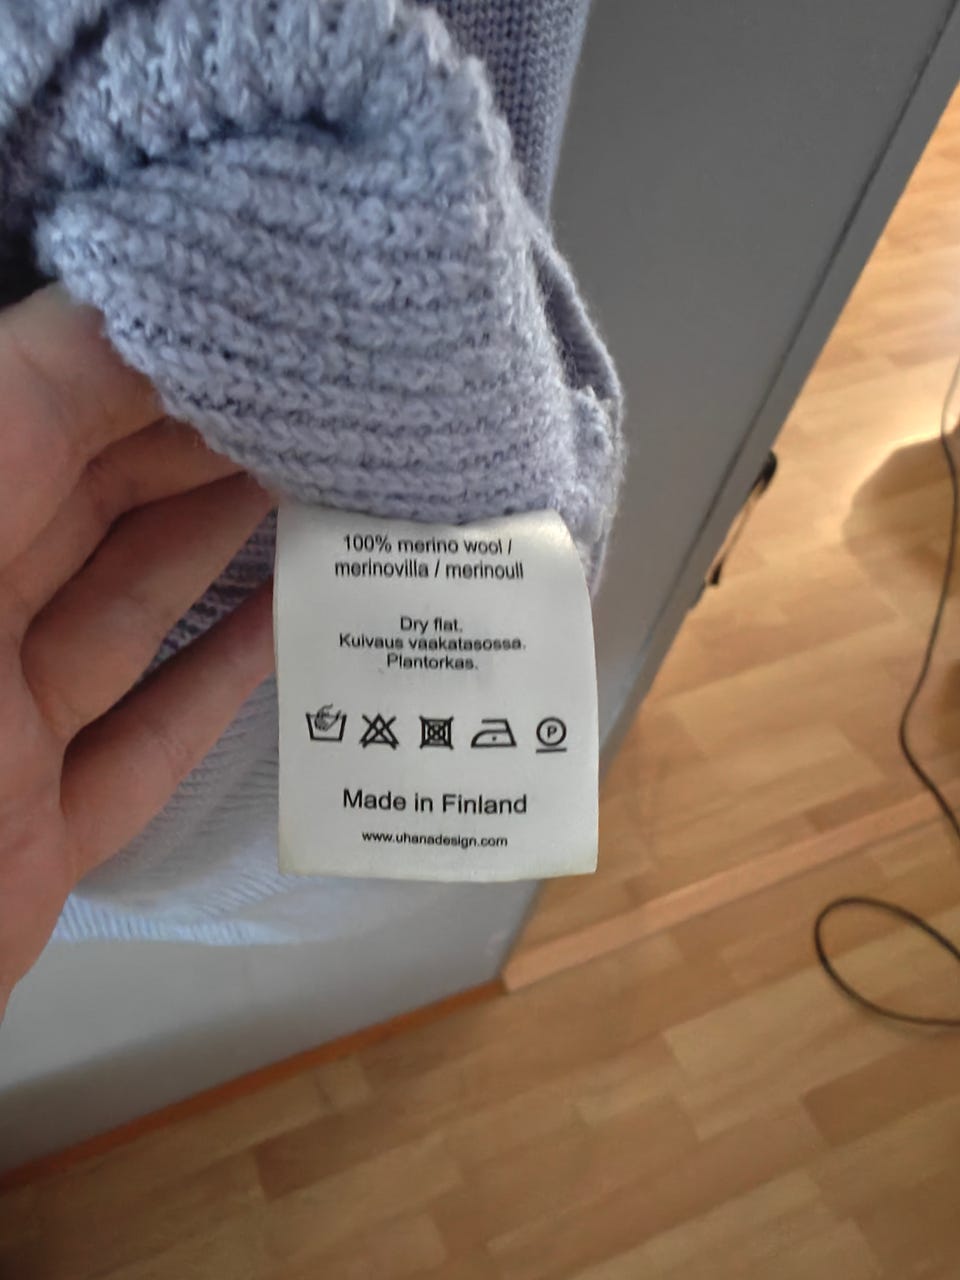 100% merino wool /
merinovilla / merinoull
Dry flat.
Kuivaus vaakatasossa.
Plantorkas.
P
Made in Finland
www.uhanadesign.com